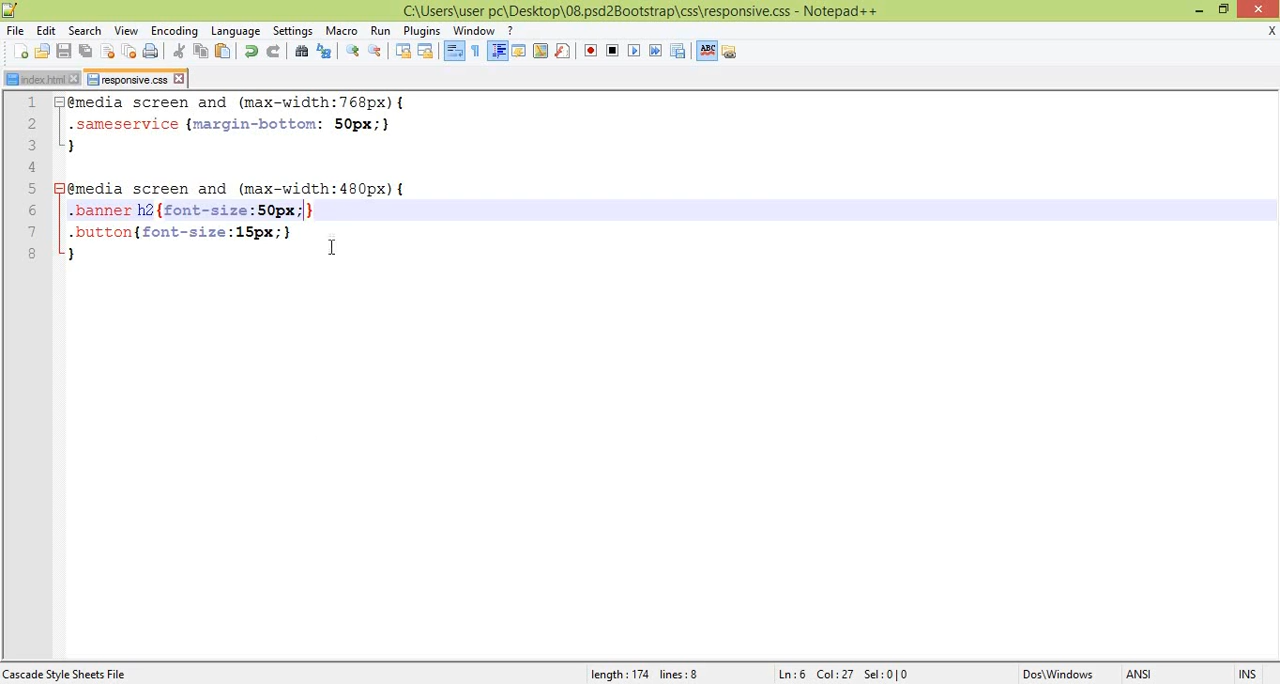 C:\Users\user pc\Desktop\08.psd2Bootstrap\css\responsive.css - Notepad++
File Edit Search View Encoding Language Settings Macro Run Plugins Window ? X
ABC
index.html responsive.css
1 @media screen and (max-width:768px){
2 .sameservice {margin-bottom: 50px;}
3 }
4
5 @media screen and (max-width:480px){
6 .banner h2{font-size:50px;}
7 .button{font-size:15px;}
8 }
Cascade Style Sheets File length : 174 lines : 8 Ln : 6 Col : 27 Sel : 0 | 0 Dos\Windows ANSI INS